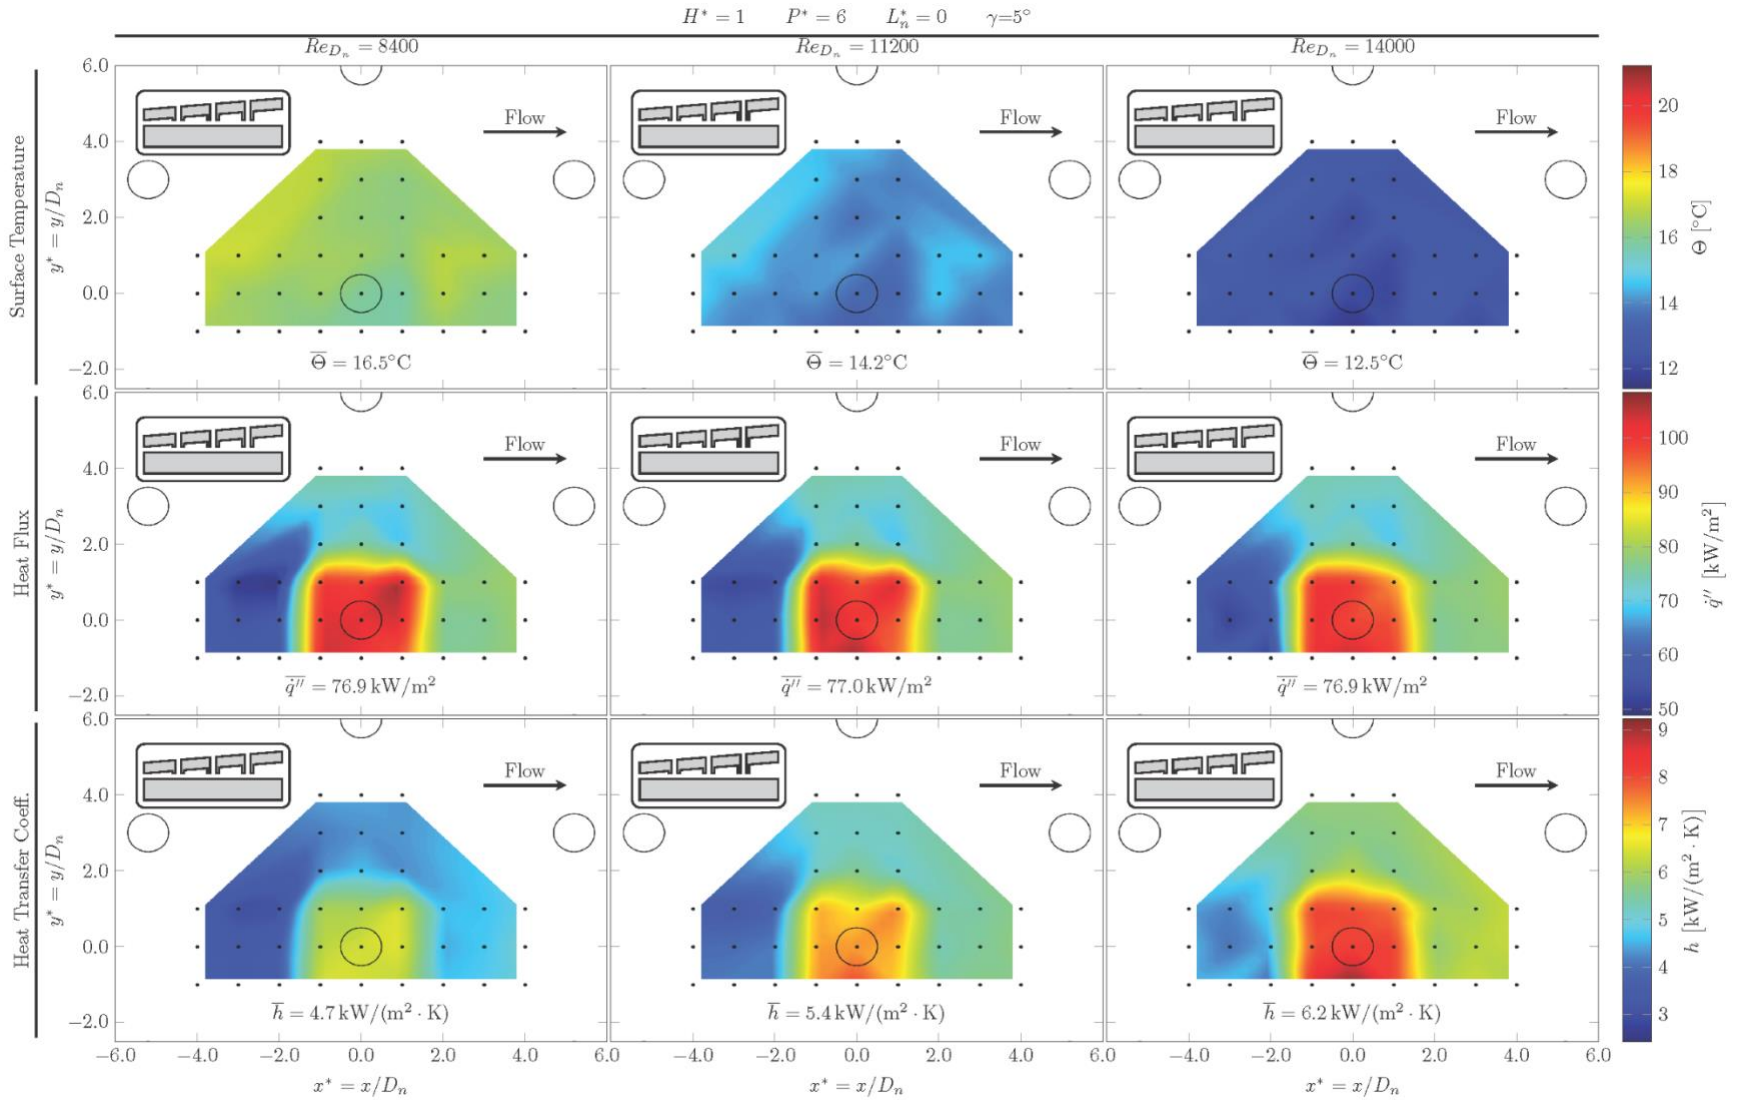 H* = 1 P* = 6 L*ₙ = 0 γ=5°
Re_{Dₙ} = 8400 Re_{Dₙ} = 11200 Re_{Dₙ} = 14000
Surface Temperature
y* = y/Dₙ
6.0
4.0
2.0
0.0
−2.0
Flow
Θ̅ = 16.5°C
Flow
Θ̅ = 14.2°C
Flow
Θ̅ = 12.5°C
20
18
16
14
12
Θ [°C]
Heat Flux
y* = y/Dₙ
6.0
4.0
2.0
0.0
−2.0
Flow
q̇″ = 76.9 kW/m²
Flow
q̇″ = 77.0 kW/m²
Flow
q̇″ = 76.9 kW/m²
100
90
80
70
60
50
q̇″ [kW/m²]
Heat Transfer Coeff.
y* = y/Dₙ
6.0
4.0
2.0
0.0
−2.0
Flow
h̅ = 4.7 kW/(m² · K)
Flow
h̅ = 5.4 kW/(m² · K)
Flow
h̅ = 6.2 kW/(m² · K)
9
8
7
6
5
4
3
h [kW/(m² · K)]
−6.0 −4.0 −2.0 0.0 2.0 4.0 6.0 −4.0 −2.0 0.0 2.0 4.0 6.0 −4.0 −2.0 0.0 2.0 4.0 6.0
x* = x/Dₙ x* = x/Dₙ x* = x/Dₙ